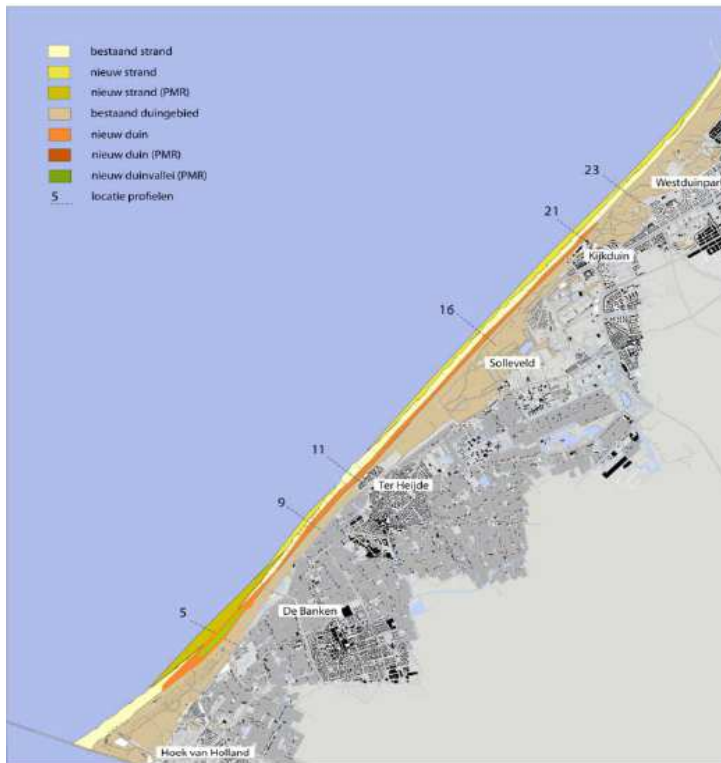 bestaand strand
nieuw strand
nieuw strand (PMR)
bestaand duingebied
nieuw duin
nieuw duin (PMR)
nieuw duinvallei (PMR)
5 locatie profielen
23
Westduinpark
21
Kijkduin
16
Solleveld
11
Ter Heijde
9
De Banken
5
Hoek van Holland